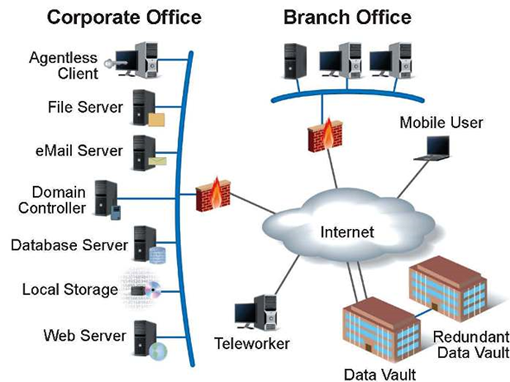 Corporate Office
Branch Office
Agentless
Client
File Server
eMail Server
Domain
Controller
Database Server
Local Storage
Web Server
Mobile User
Internet
Teleworker
Data Vault
Redundant
Data Vault